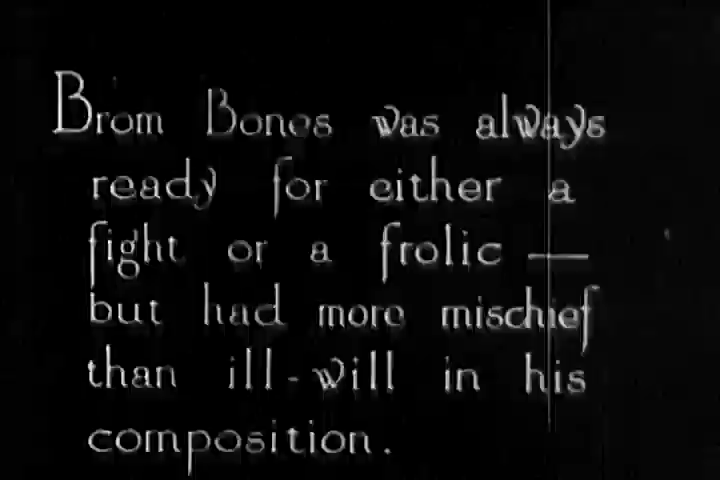 Brom Bones was always
ready for either a
fight or a frolic —
but had more mischief
than ill-will in his
composition.